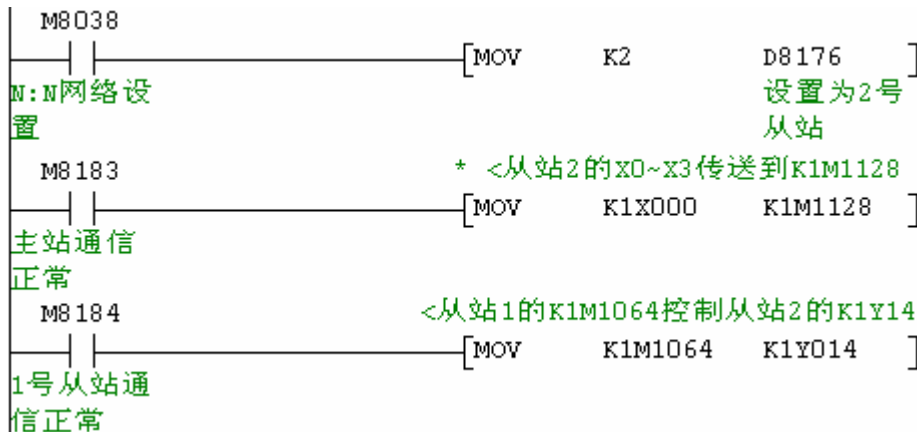 M8038
[MOV K2 D8176 ]
N:N网络设
置
设置为2号
从站
M8183
* <从站2的X0~X3传送到K1M1128
[MOV K1X000 K1M1128 ]
主站通信
正常
M8184
<从站1的K1M1064控制从站2的K1Y14
[MOV K1M1064 K1Y014 ]
1号从站通
信正常